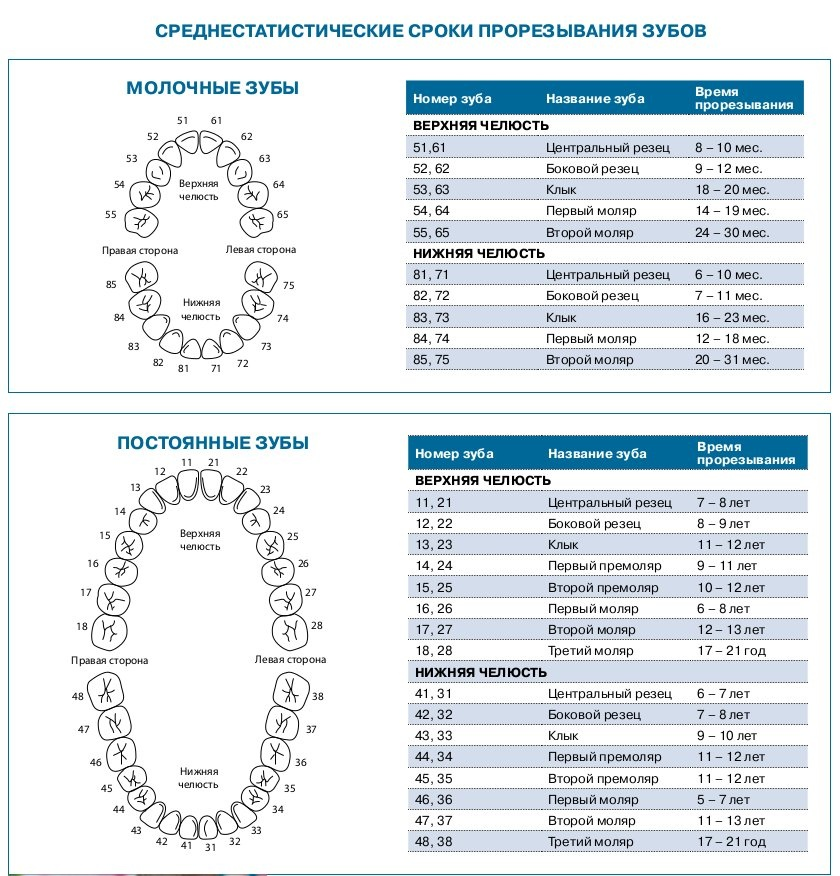 СРЕДНЕСТАТИСТИЧЕСКИЕ СРОКИ ПРОРЕЗЫВАНИЯ ЗУБОВ
МОЛОЧНЫЕ ЗУБЫ
51 61
52 62
53 63
54 64
55 65
Верхняя
челюсть
Правая сторона Левая сторона
85 75
84 74
83 73
82 72
81 71
Нижняя
челюсть
Номер зуба Название зуба Время прорезывания
ВЕРХНЯЯ ЧЕЛЮСТЬ
51,61 Центральный резец 8 – 10 мес.
52, 62 Боковой резец 9 – 12 мес.
53, 63 Клык 18 – 20 мес.
54, 64 Первый моляр 14 – 19 мес.
55, 65 Второй моляр 24 – 30 мес.
НИЖНЯЯ ЧЕЛЮСТЬ
81, 71 Центральный резец 6 – 10 мес.
82, 72 Боковой резец 7 – 11 мес.
83, 73 Клык 16 – 23 мес.
84, 74 Первый моляр 12 – 18 мес.
85, 75 Второй моляр 20 – 31 мес.
ПОСТОЯННЫЕ ЗУБЫ
11 21
12 22
13 23
14 24
15 25
16 26
17 27
18 28
Верхняя
челюсть
Правая сторона Левая сторона
48 38
47 37
46 36
45 35
44 34
43 33
42 32
41 31
Нижняя
челюсть
Номер зуба Название зуба Время прорезывания
ВЕРХНЯЯ ЧЕЛЮСТЬ
11, 21 Центральный резец 7 – 8 лет
12, 22 Боковой резец 8 – 9 лет
13, 23 Клык 11 – 12 лет
14, 24 Первый премоляр 9 – 11 лет
15, 25 Второй премоляр 10 – 12 лет
16, 26 Первый моляр 6 – 8 лет
17, 27 Второй моляр 12 – 13 лет
18, 28 Третий моляр 17 – 21 год
НИЖНЯЯ ЧЕЛЮСТЬ
41, 31 Центральный резец 6 – 7 лет
42, 32 Боковой резец 7 – 8 лет
43, 33 Клык 9 – 10 лет
44, 34 Первый премоляр 11 – 12 лет
45, 35 Второй премоляр 11 – 12 лет
46, 36 Первый моляр 5 – 7 лет
47, 37 Второй моляр 11 – 13 лет
48, 38 Третий моляр 17 – 21 год